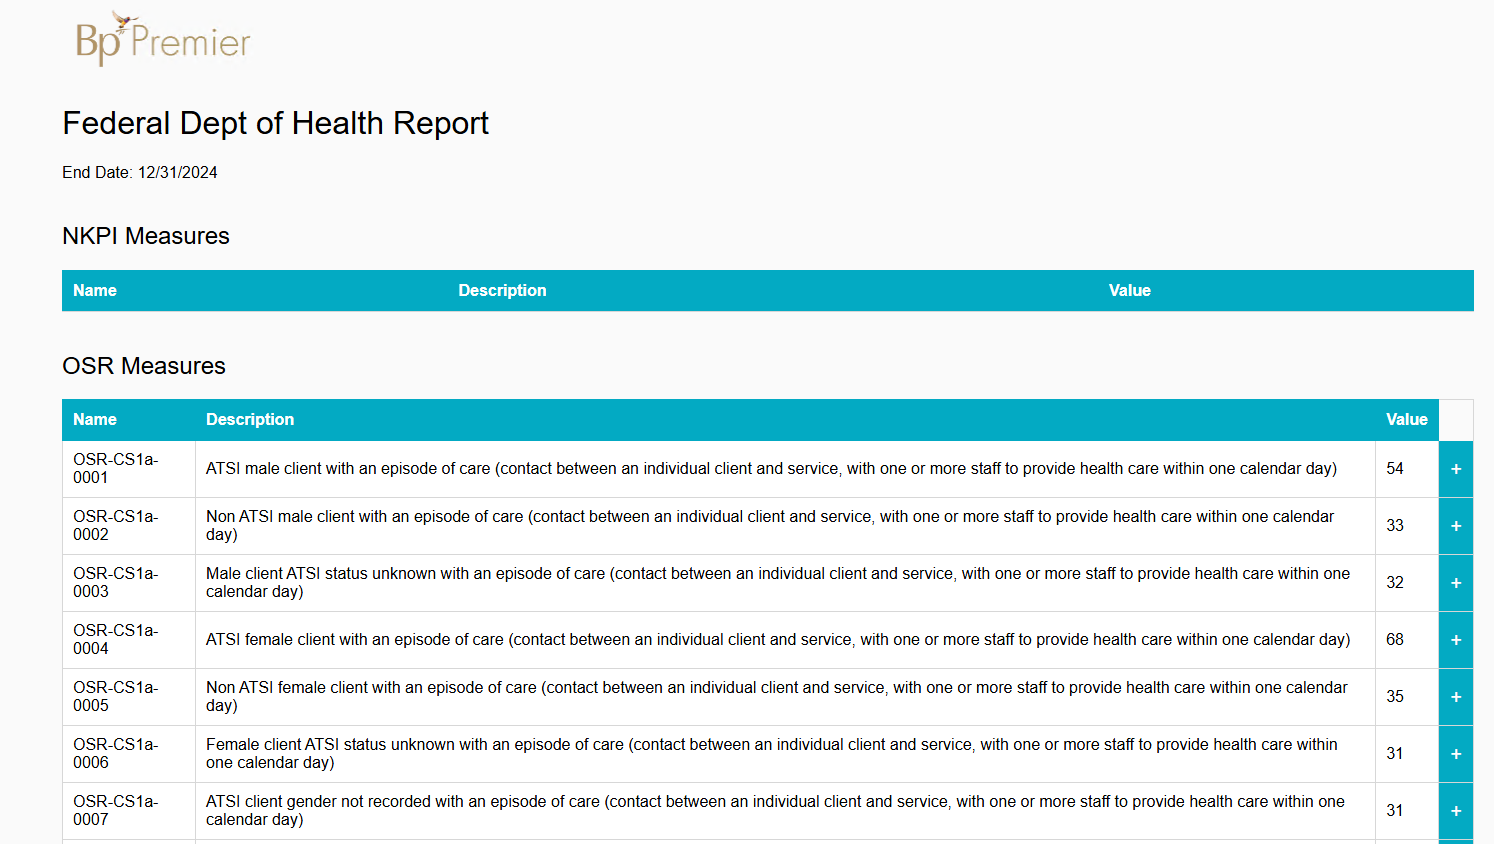 Bp Premier
Federal Dept of Health Report
End Date: 12/31/2024
NKPI Measures
Name Description Value
OSR Measures
Name Description Value
OSR-CS1a-
0001
ATSI male client with an episode of care (contact between an individual client and service, with one or more staff to provide health care within one calendar day)
54
+
OSR-CS1a-
0002
Non ATSI male client with an episode of care (contact between an individual client and service, with one or more staff to provide health care within one calendar
day)
33
+
OSR-CS1a-
0003
Male client ATSI status unknown with an episode of care (contact between an individual client and service, with one or more staff to provide health care within one
calendar day)
32
+
OSR-CS1a-
0004
ATSI female client with an episode of care (contact between an individual client and service, with one or more staff to provide health care within one calendar day)
68
+
OSR-CS1a-
0005
Non ATSI female client with an episode of care (contact between an individual client and service, with one or more staff to provide health care within one calendar
day)
35
+
OSR-CS1a-
0006
Female client ATSI status unknown with an episode of care (contact between an individual client and service, with one or more staff to provide health care within
one calendar day)
31
+
OSR-CS1a-
0007
ATSI client gender not recorded with an episode of care (contact between an individual client and service, with one or more staff to provide health care within one
calendar day)
31
+